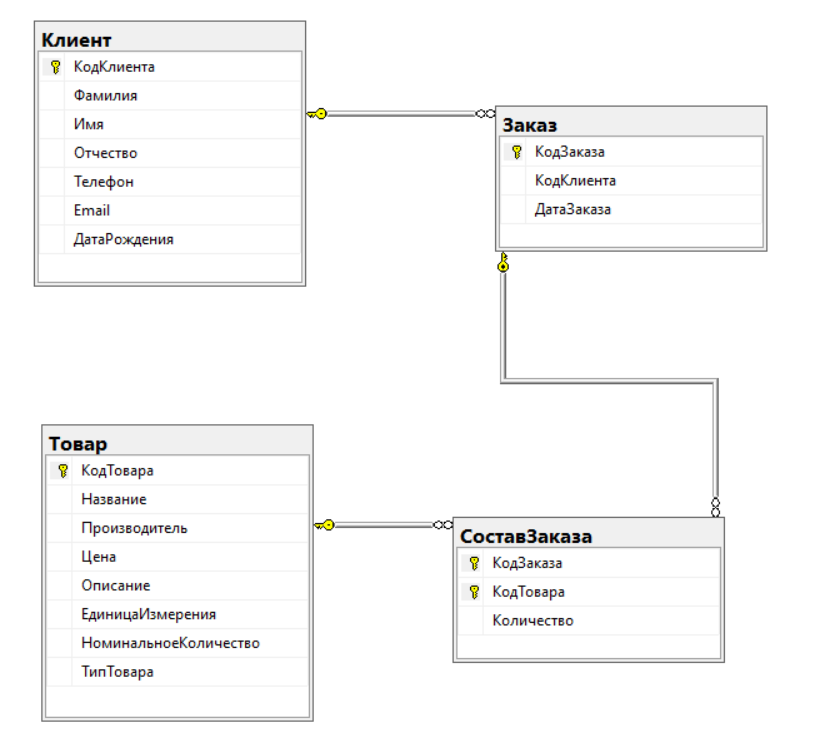 Клиент
КодКлиента
Фамилия
Имя
Отчество
Телефон
Email
ДатаРождения
Заказ
КодЗаказа
КодКлиента
ДатаЗаказа
Товар
КодТовара
Название
Производитель
Цена
Описание
ЕдиницаИзмерения
НоминальноеКоличество
ТипТовара
СоставЗаказа
КодЗаказа
КодТовара
Количество